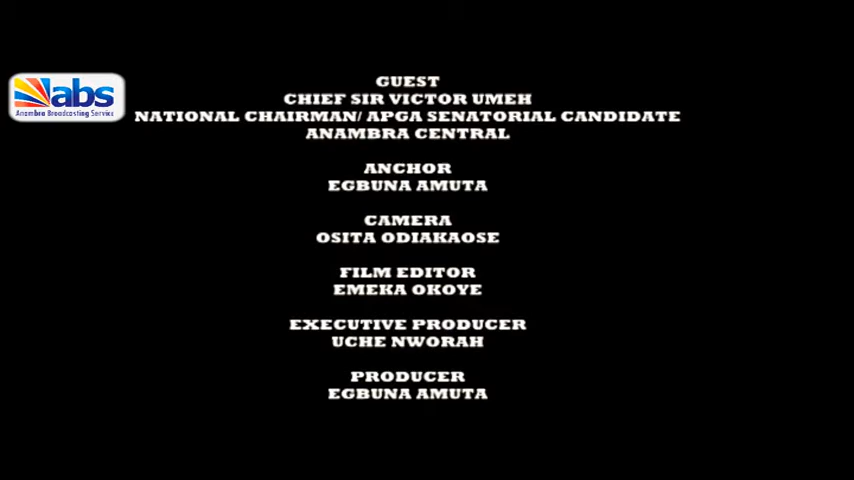 abs
Anambra Broadcasting Service
GUEST
CHIEF SIR VICTOR UMEH
NATIONAL CHAIRMAN/ APGA SENATORIAL CANDIDATE
ANAMBRA CENTRAL
ANCHOR
EGBUNA AMUTA
CAMERA
OSITA ODIAKAOSE
FILM EDITOR
EMEKA OKOYE
EXECUTIVE PRODUCER
UCHE NWORAH
PRODUCER
EGBUNA AMUTA